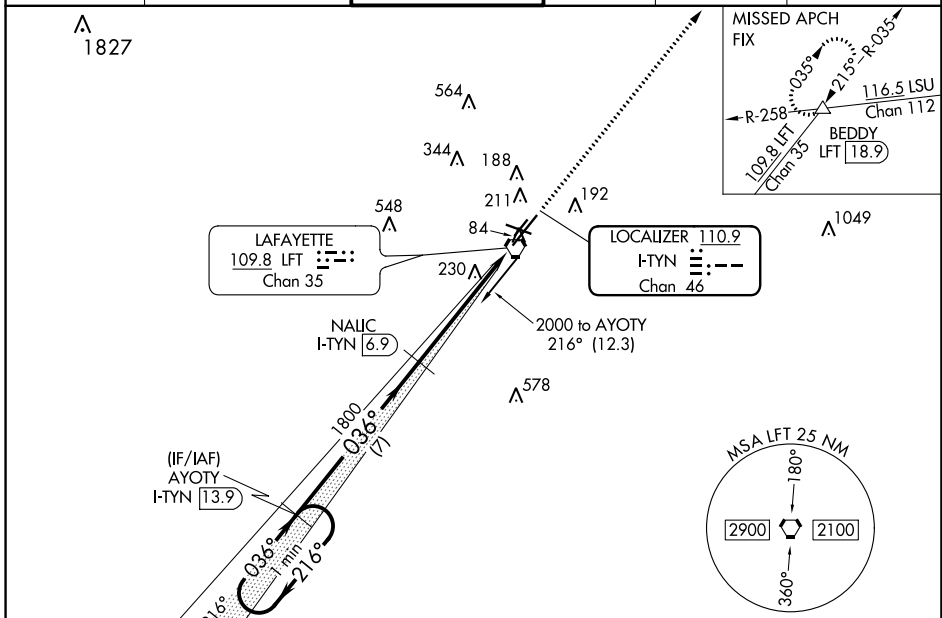 1827
MISSED APCH
FIX
035°
215°
R-035
116.5 LSU
Chan 112
R-258
BEDDY
LFT 18.9
109.8 LFT
Chan 35
564
344
188
211
192
548
84
1049
LAFAYETTE
109.8 LFT
Chan 35
LOCALIZER 110.9
I-TYN
Chan 46
230
NALIC
I-TYN 6.9
2000 to AYOTY
216° (12.3)
578
1800
036°
(7)
(IF/IAF)
AYOTY
I-TYN 13.9
036°
1 min
216°
216°
MSA LFT 25 NM
180°
2900
2100
360°